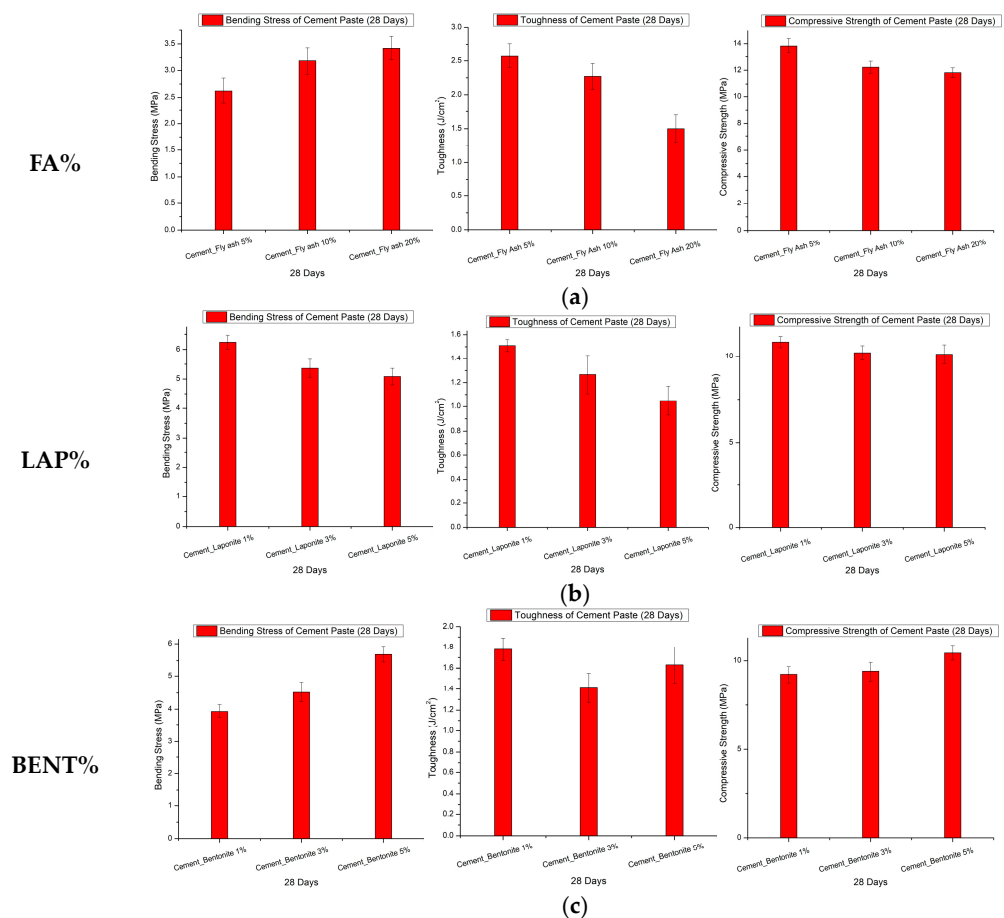 Bending Stress of Cement Paste (28 Days)
Bending Stress (MPa)
3.5
3.0
2.5
2.0
1.5
1.0
0.5
0.0
Cement_Fly ash 5%
Cement_Fly ash 10%
Cement_Fly ash 20%
28 Days
Toughness of Cement Paste (28 Days)
Toughness (J/cm²)
3.0
2.5
2.0
1.5
1.0
0.5
0.0
Cement_Fly Ash 5%
Cement_Fly Ash 10%
Cement_Fly Ash 20%
28 Days
Compressive Strength of Cement Paste (28 Days)
Compressive Strength (MPa)
14
12
10
8
6
4
2
0
Cement_Fly Ash 5%
Cement_Fly Ash 10%
Cement_Fly Ash 20%
28 Days
FA%
(a)
Bending Stress of Cement Paste (28 Days)
Bending Stress (MPa)
6
5
4
3
2
1
0
Cement_Laponite 1%
Cement_Laponite 3%
Cement_Laponite 5%
28 Days
Toughness of Cement Paste (28 Days)
Toughness (J/cm²)
1.6
1.4
1.2
1.0
0.8
0.6
0.4
0.2
0.0
Cement_Laponite 1%
Cement_Laponite 3%
Cement_Laponite 5%
28 Days
Compressive Strength of Cement Paste (28 Days)
Compressive Strength (MPa)
10
5
0
Cement_Laponite 1%
Cement_Laponite 3%
Cement_Laponite 5%
28 Days
LAP%
(b)
Bending Stress of Cement Paste (28 Days)
Bending Stress (MPa)
6
5
4
3
2
1
0
Cement_Bentonite 1%
Cement_Bentonite 3%
Cement_Bentonite 5%
28 Days
Toughness of Cement Paste (28 Days)
Toughness (J/cm²)
2.0
1.8
1.6
1.4
1.2
1.0
0.8
0.6
0.4
0.2
0.0
Cement_Bentonite 1%
Cement_Bentonite 3%
Cement_Bentonite 5%
28 Days
Compressive Strength of Cement Paste (28 Days)
Compressive Strength (MPa)
10
5
0
Cement_Bentonite 1%
Cement_Bentonite 3%
Cement_Bentonite 5%
28 Days
BENT%
(c)